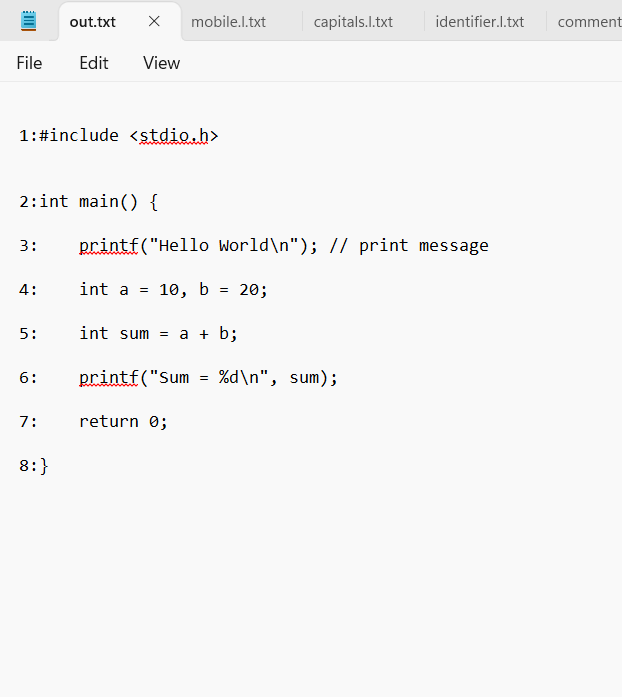 out.txt mobile.l.txt capitals.l.txt identifier.l.txt comment
File Edit View
1:#include <stdio.h>
2:int main() {
3:    printf("Hello World\n"); // print message
4:    int a = 10, b = 20;
5:    int sum = a + b;
6:    printf("Sum = %d\n", sum);
7:    return 0;
8:}